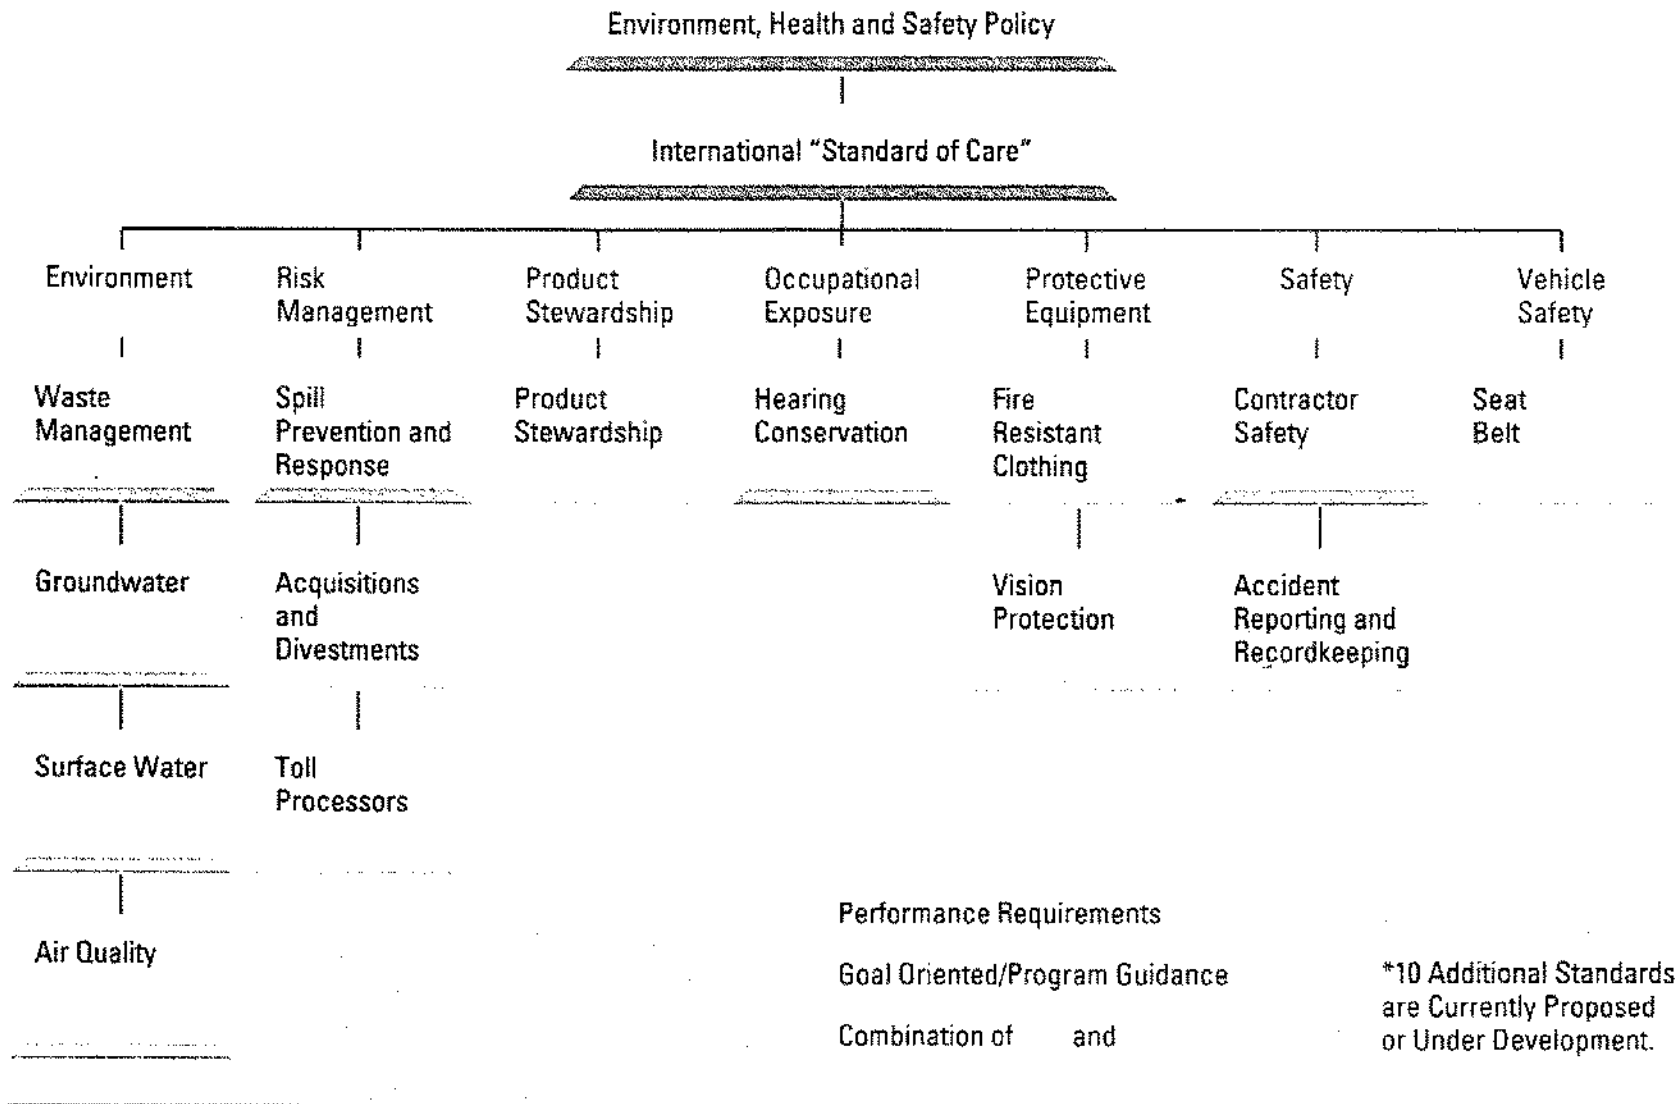 Environment, Health and Safety Policy
International "Standard of Care"
Environment
Risk
Management
Product
Stewardship
Occupational
Exposure
Protective
Equipment
Safety
Vehicle
Safety
Waste
Management
Spill
Prevention and
Response
Product
Stewardship
Hearing
Conservation
Fire
Resistant
Clothing
Contractor
Safety
Seat
Belt
Groundwater
Acquisitions
and
Divestments
Vision
Protection
Accident
Reporting and
Recordkeeping
Surface Water
Toll
Processors
Air Quality
Performance Requirements
Goal Oriented/Program Guidance
Combination of and
*10 Additional Standards
are Currently Proposed
or Under Development.